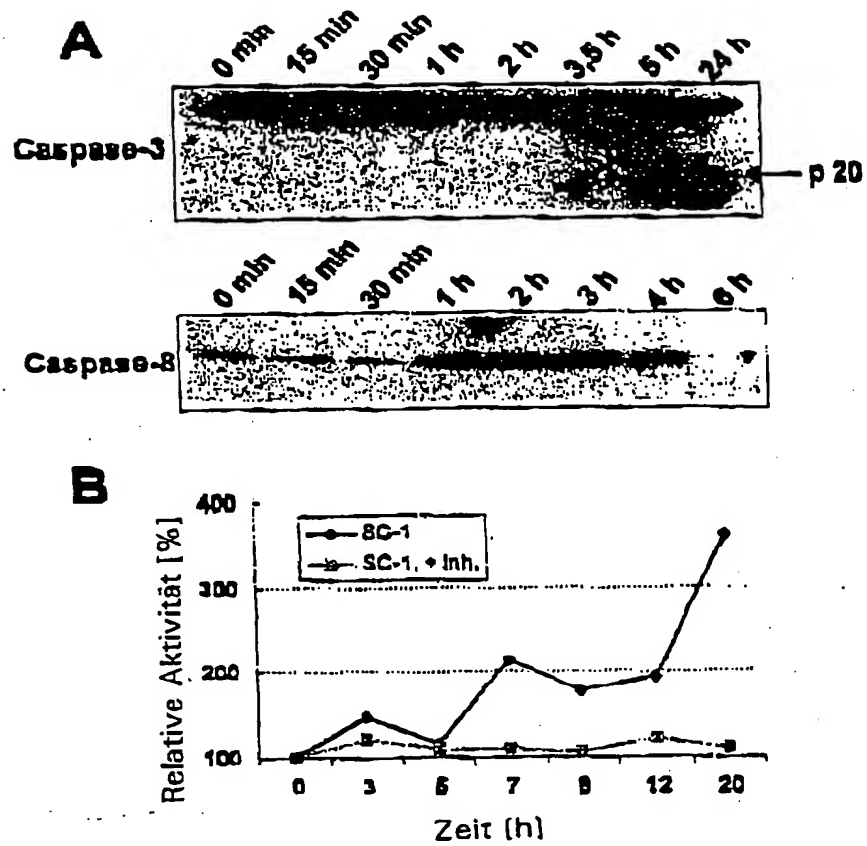 A
0 min 15 min 30 min 1 h 2 h 3,5 h 5 h 24 h
Caspase-3
p 20
0 min 15 min 30 min 1 h 2 h 3 h 4 h 6 h
Caspase-8
B
Relative Aktivität [%]
400
300
200
100
SC-1
SC-1, + Inh.
0 3 5 7 9 12 20
Zeit [h]